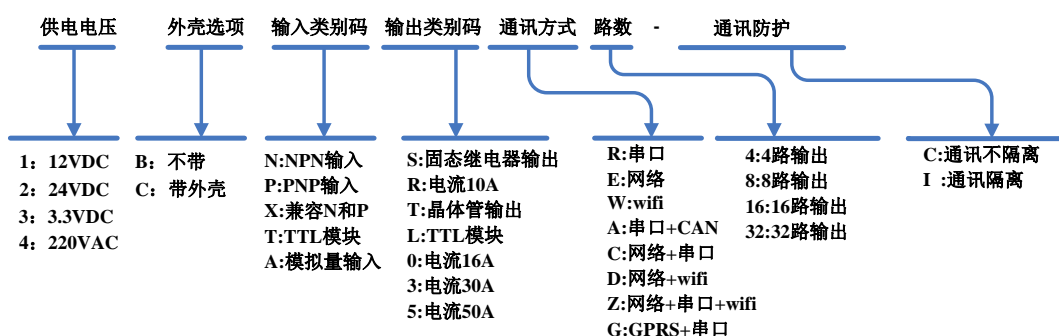 供电电压 外壳选项 输入类别码 输出类别码 通讯方式 路数 - 通讯防护
1：12VDC
2：24VDC
3：3.3VDC
4：220VAC
B：不带
C：带外壳
N:NPN输入
P:PNP输入
X:兼容N和P
T:TTL模块
A:模拟量输入
S:固态继电器输出
R:电流10A
T:晶体管输出
L:TTL模块
0:电流16A
3:电流30A
5:电流50A
R:串口
E:网络
W:wifi
A:串口+CAN
C:网络+串口
D:网络+wifi
Z:网络+串口+wifi
G:GPRS+串口
4:4路输出
8:8路输出
16:16路输出
32:32路输出
C:通讯不隔离
I :通讯隔离